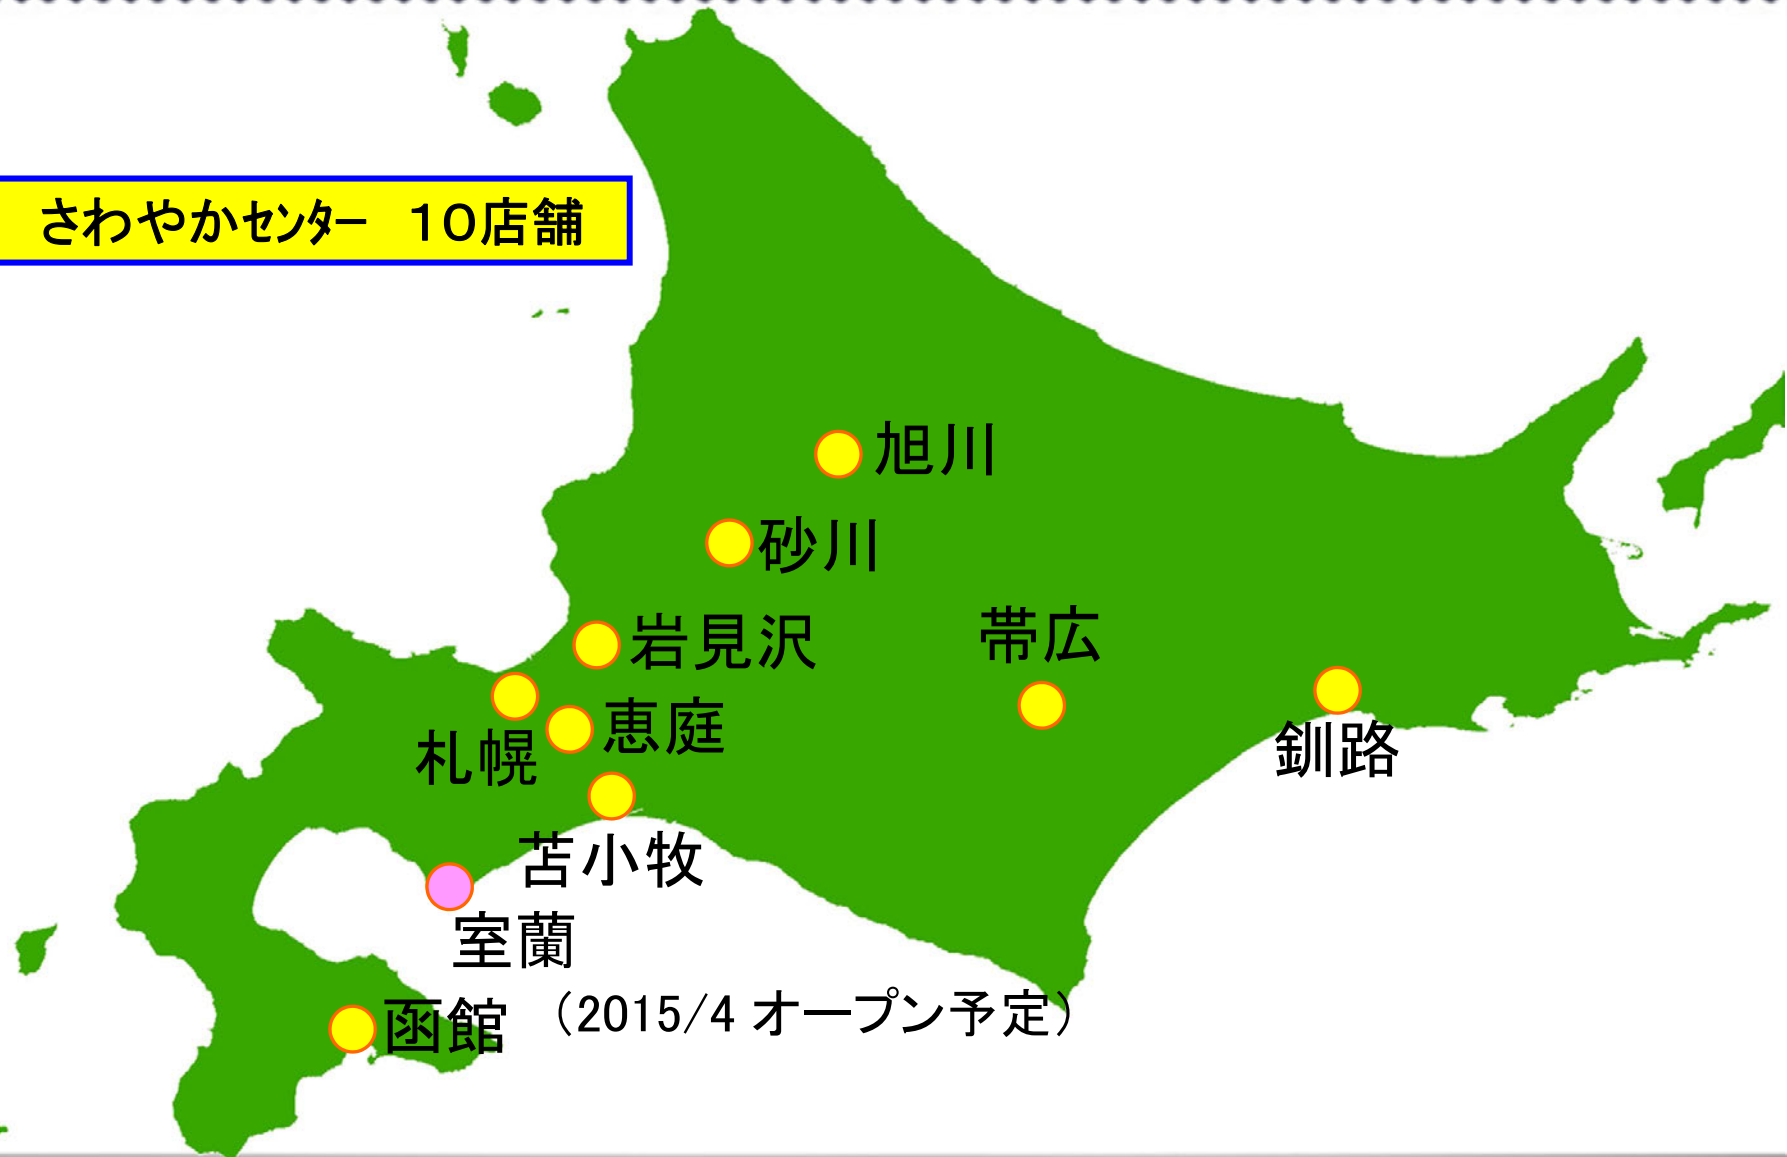 さわやかｾﾝﾀｰ　１０店舗
旭川
砂川
岩見沢
帯広
恵庭
札幌
釧路
苫小牧
室蘭
函館
（2015/4 オープン予定）